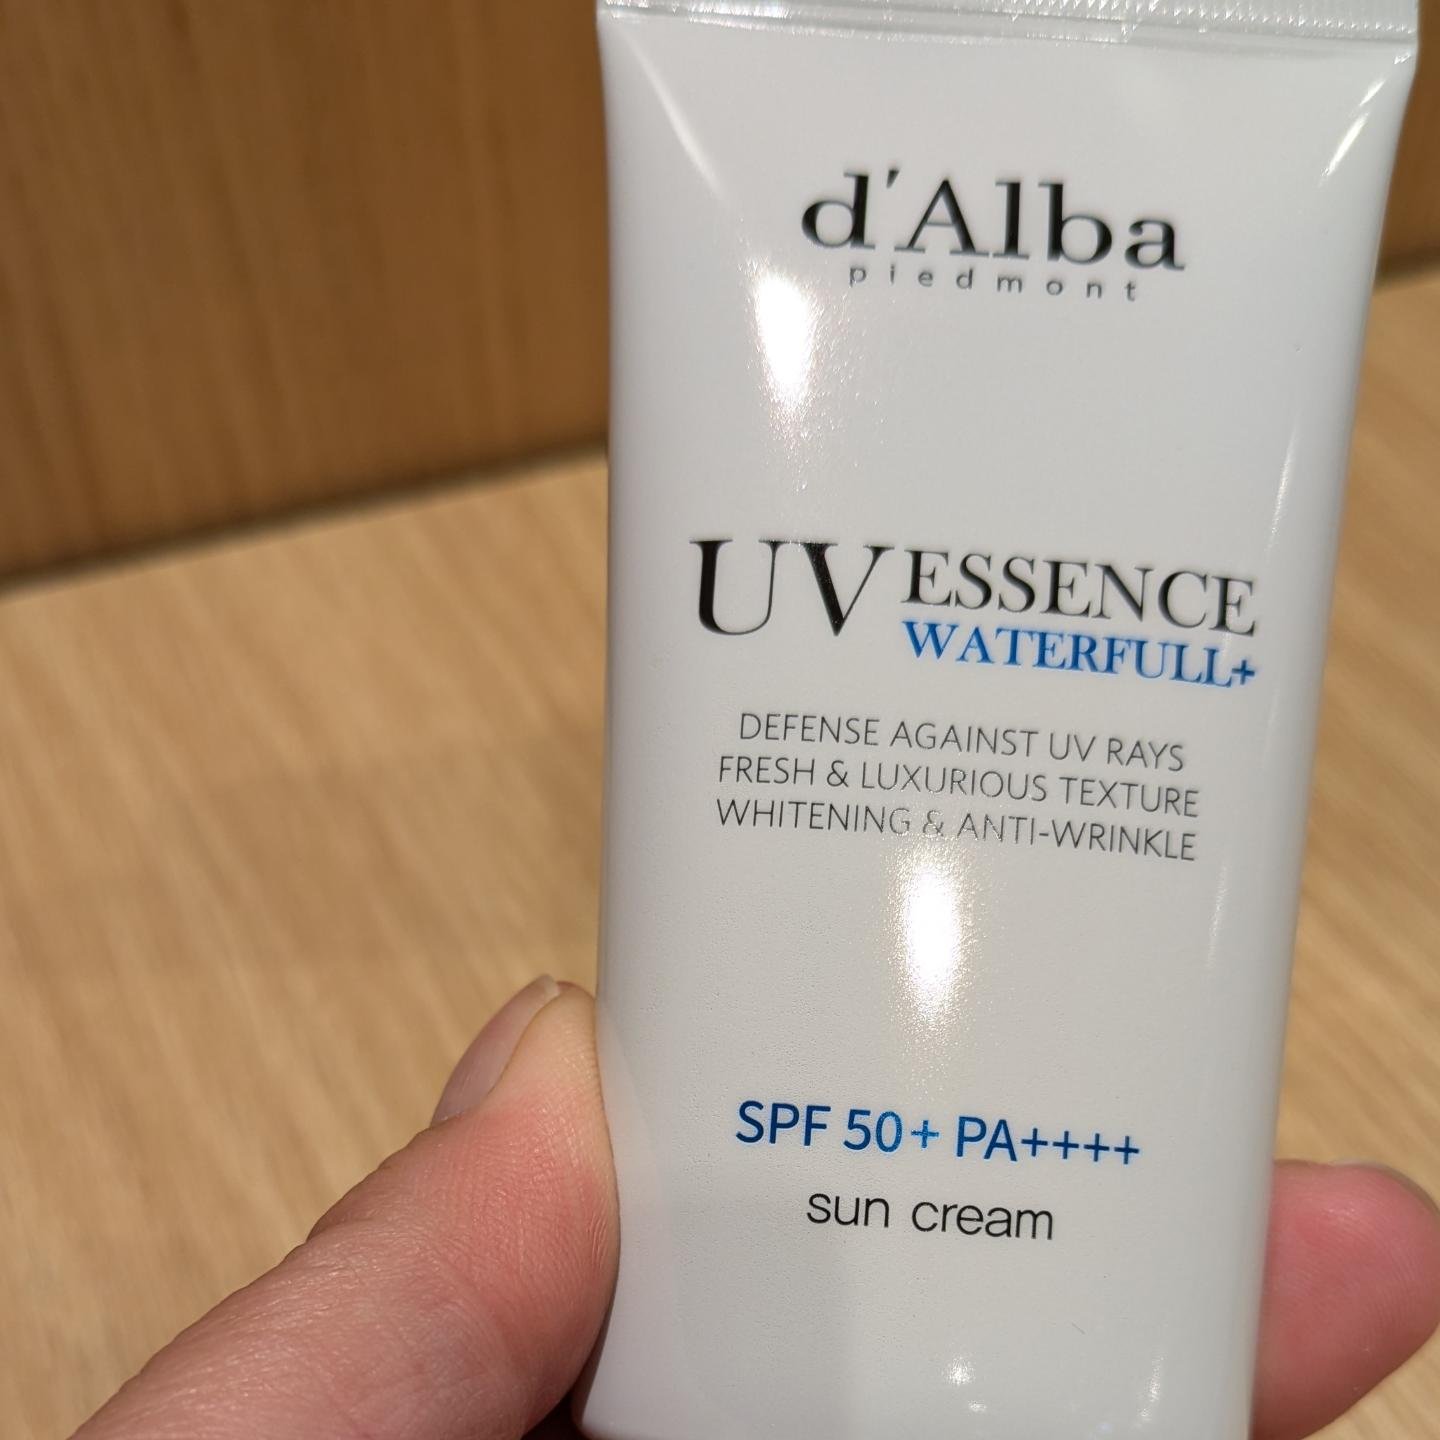 d'Alba
piedmont
UV ESSENCE
WATERFULL+
DEFENSE AGAINST UV RAYS
FRESH & LUXURIOUS TEXTURE
WHITENING & ANTI-WRINKLE
SPF 50+ PA++++
sun cream